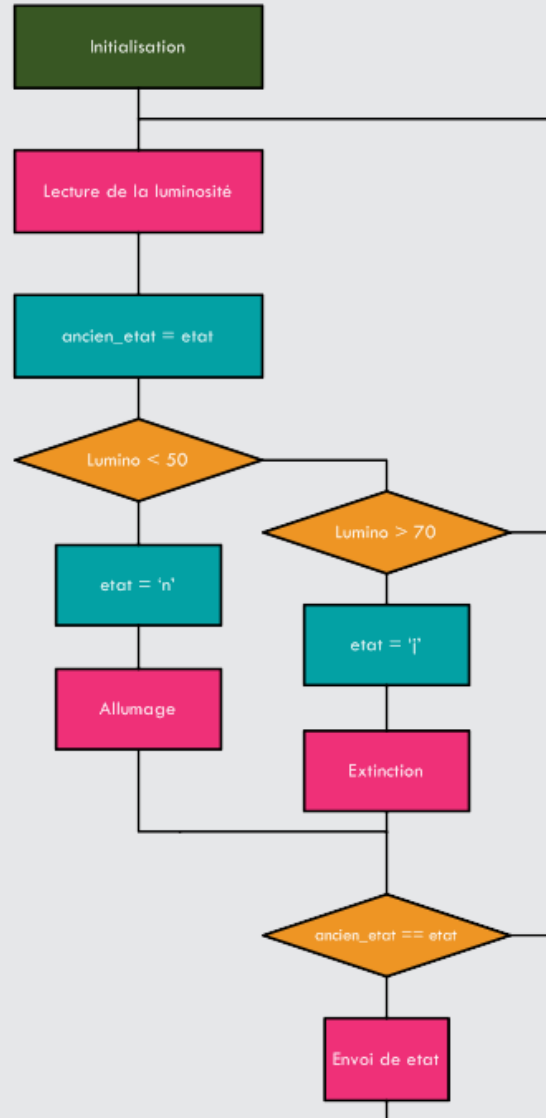 Initialisation
Lecture de la luminosité
ancien_etat = etat
Lumino < 50
Lumino > 70
etat = ‘n’
etat = ‘j’
Allumage
Extinction
ancien_etat == etat
Envoi de etat